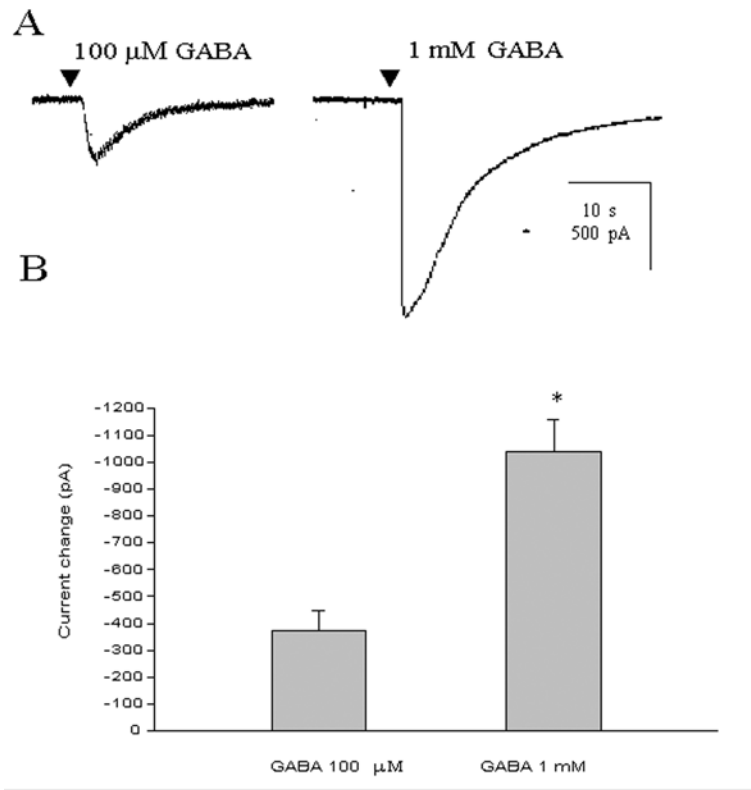 A
100 μM GABA
1 mM GABA
10 s
500 pA
B
*
-1200
-1100
-1000
-900
-800
-700
-600
-500
-400
-300
-200
-100
0
Current change (pA)
GABA 100 μM
GABA 1 mM